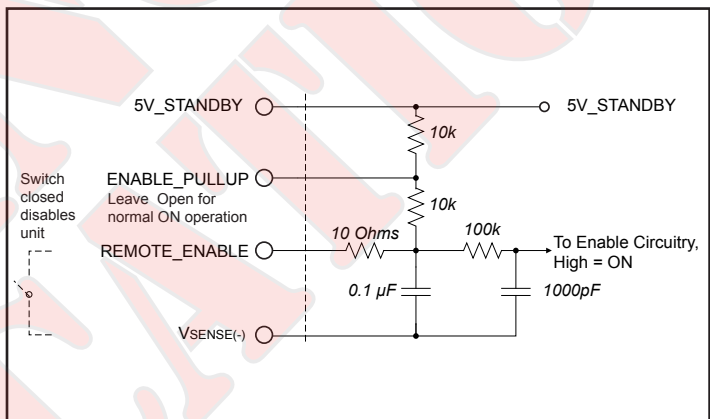 5V_STANDBY
5V_STANDBY
10k
ENABLE_PULLUP
Leave Open for
normal ON operation
10k
Switch
closed
disables
unit
REMOTE_ENABLE
10 Ohms
100k
To Enable Circuitry,
High = ON
0.1 µF
1000pF
VSENSE(-)